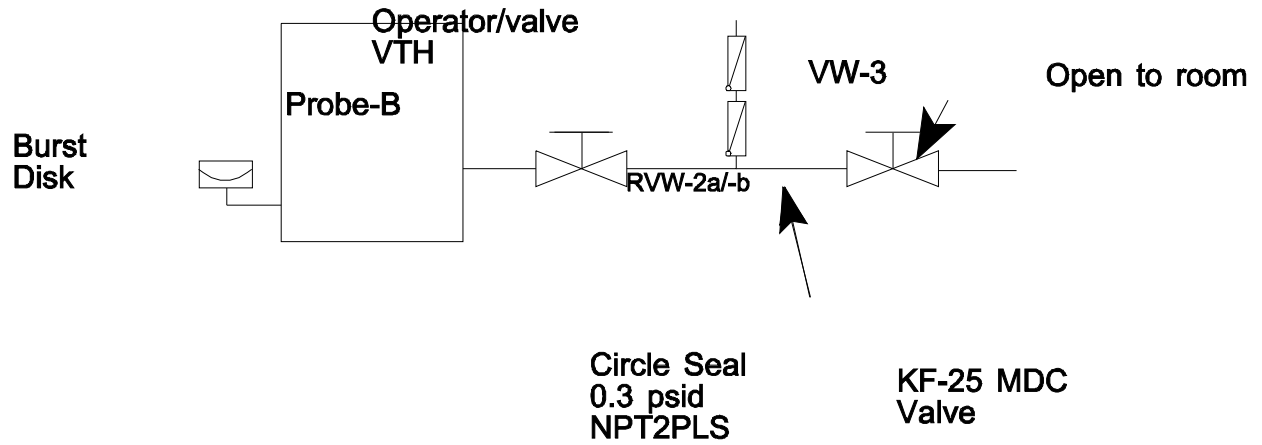 Operator/valve
VTH
Probe-B
Burst
Disk
VW-3
Open to room
RVW-2a/-b
Circle Seal
0.3 psid
NPT2PLS
KF-25 MDC
Valve